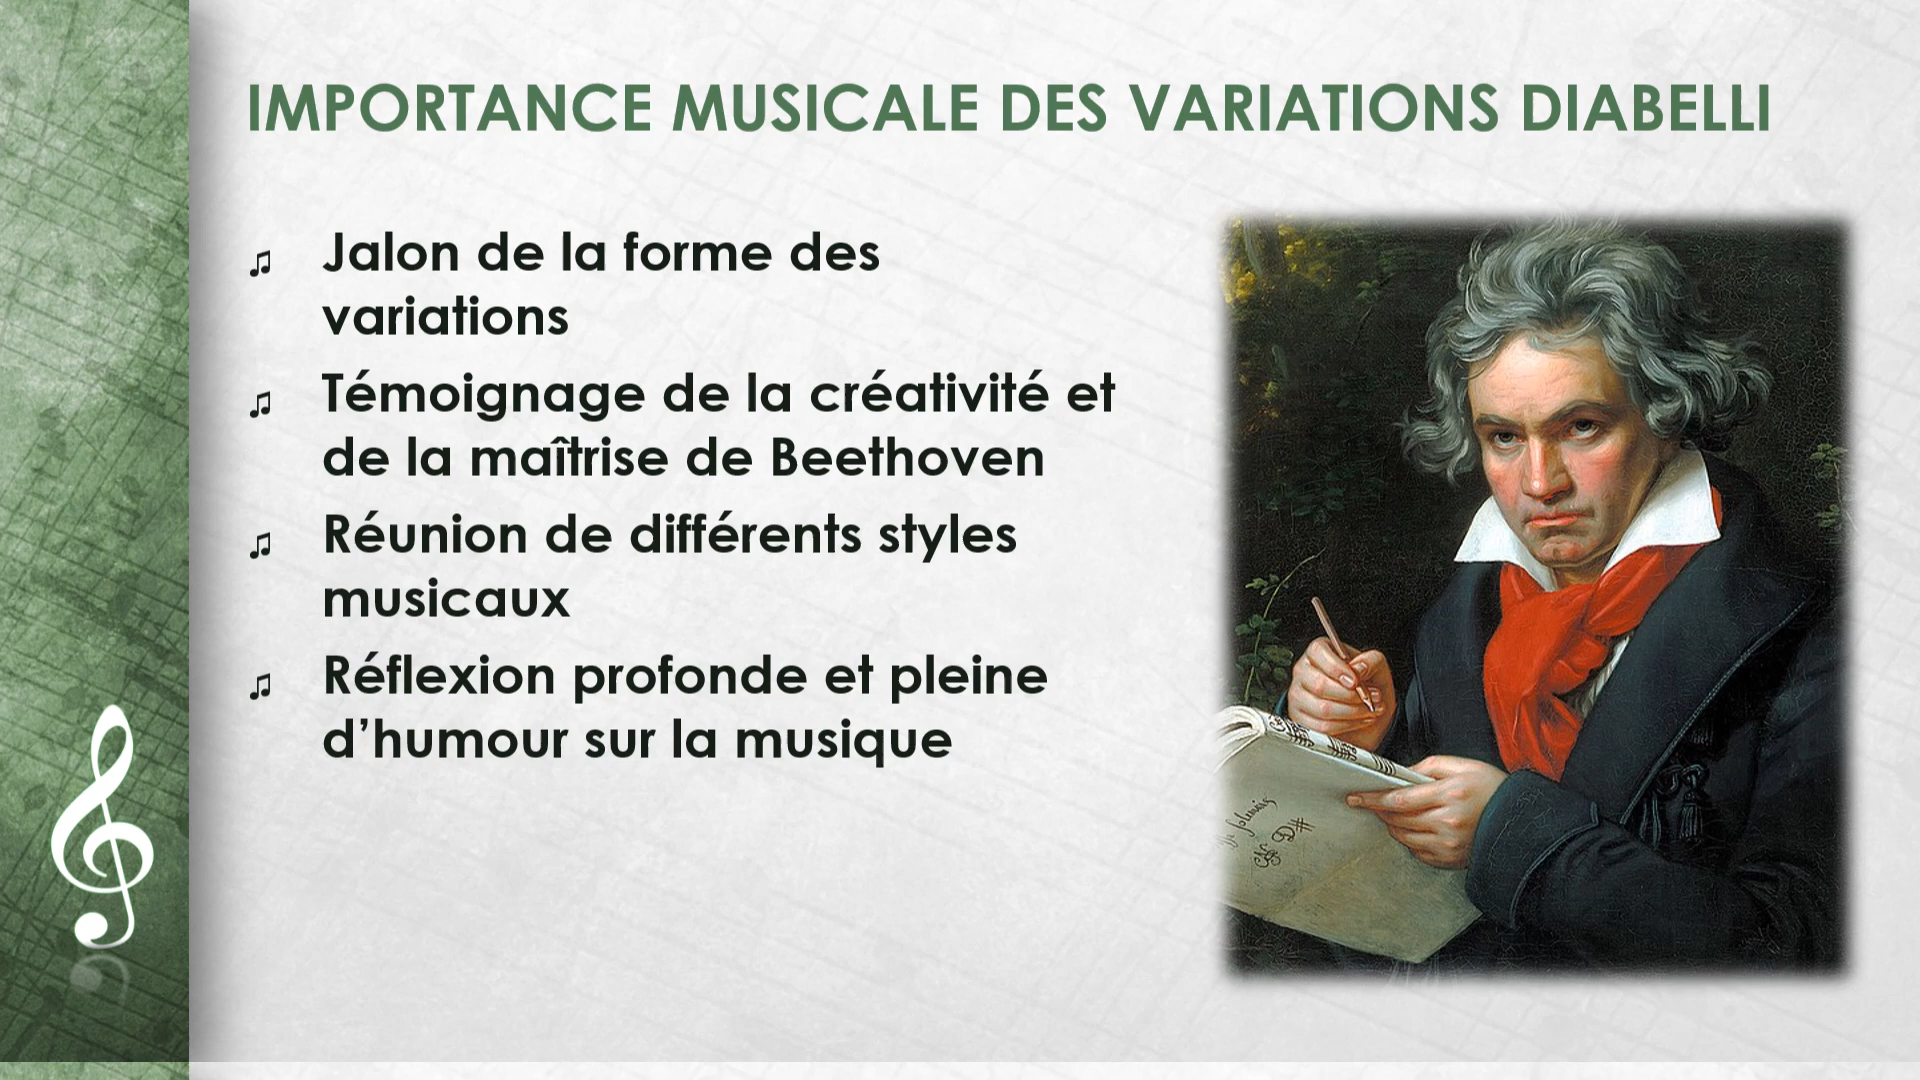 IMPORTANCE MUSICALE DES VARIATIONS DIABELLI
♫ Jalon de la forme des
variations
♫ Témoignage de la créativité et
de la maîtrise de Beethoven
♫ Réunion de différents styles
musicaux
♫ Réflexion profonde et pleine
d’humour sur la musique
D#